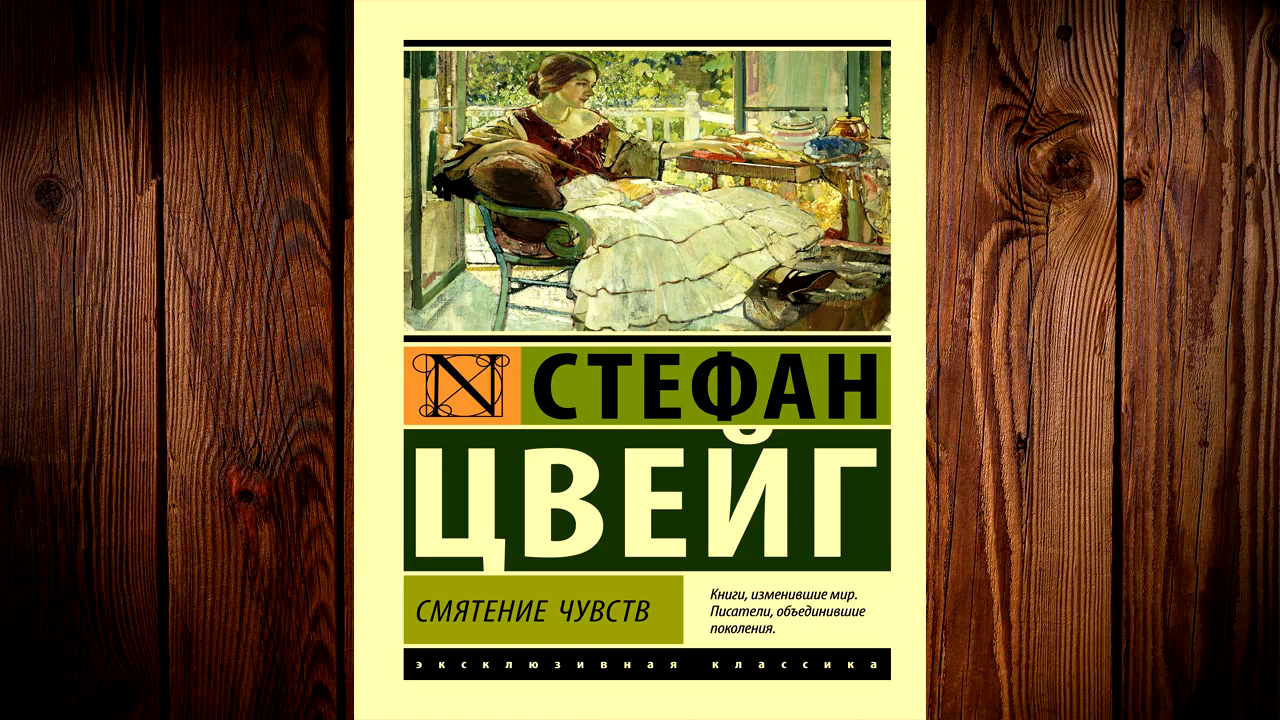 N
СТЕФАН
ЦВЕЙГ
СМЯТЕНИЕ ЧУВСТВ
Книги, изменившие мир.
Писатели, объединившие
поколения.
эксклюзивная классика